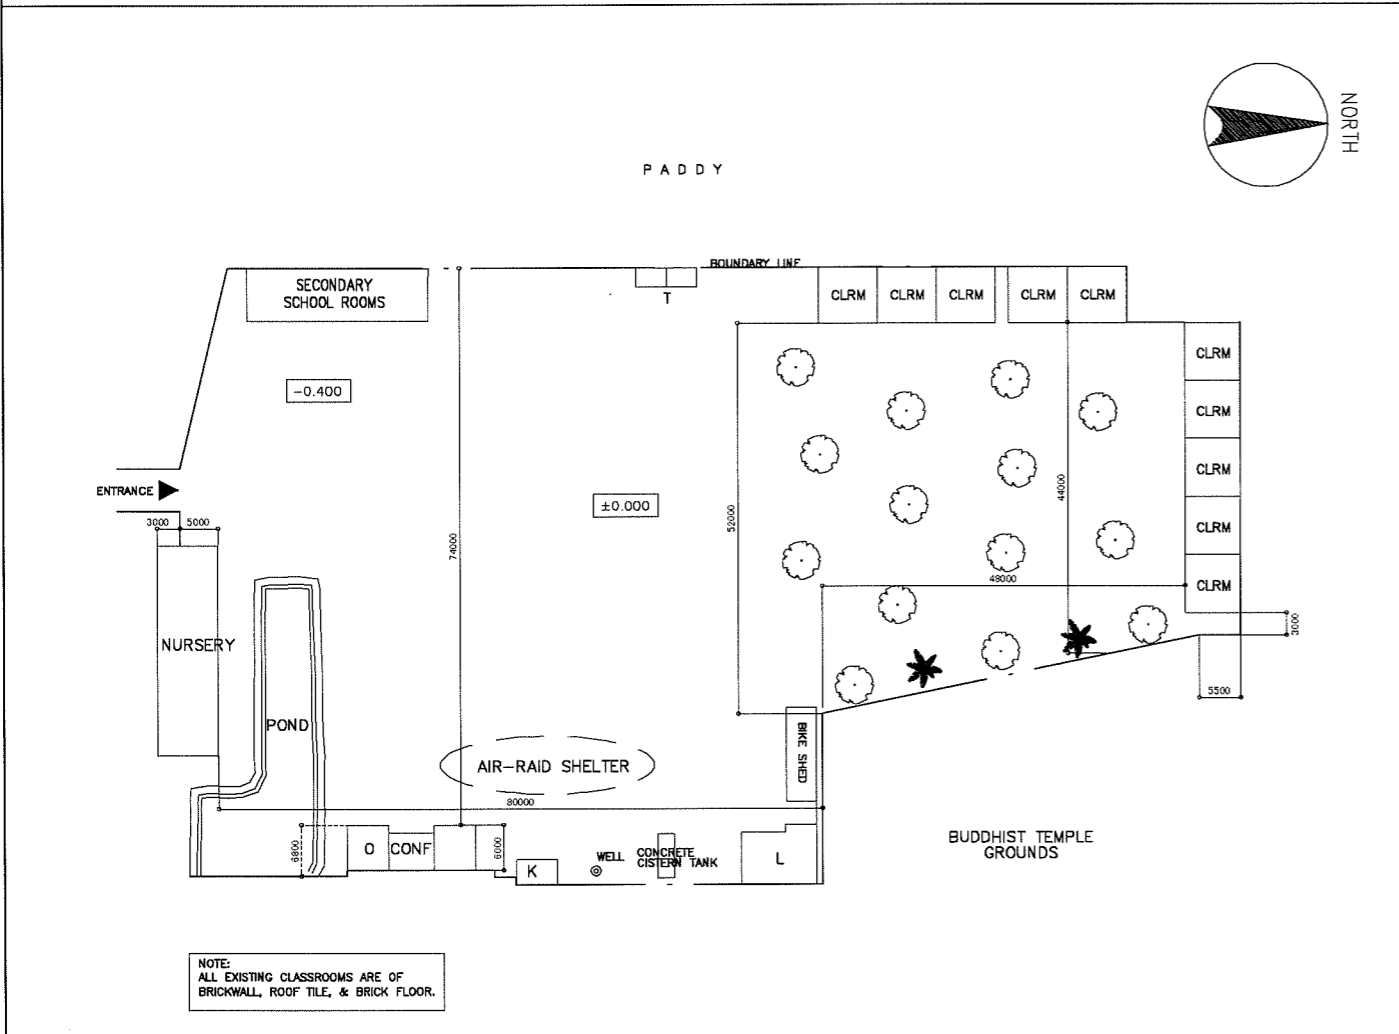 NORTH
PADDY
BOUNDARY LINE
SECONDARY
SCHOOL ROOMS
T
CLRM
CLRM
CLRM
CLRM
CLRM
CLRM
CLRM
CLRM
CLRM
CLRM
-0.400
±0.000
ENTRANCE
3000
5000
74000
52000
44000
48000
3000
5500
NURSERY
POND
BIKE SHED
AIR-RAID SHELTER
80000
6800
O
CONF
6000
K
WELL
CONCRETE
CISTERN TANK
L
BUDDHIST TEMPLE
GROUNDS
NOTE:
ALL EXISTING CLASSROOMS ARE OF
BRICKWALL, ROOF TILE, & BRICK FLOOR.